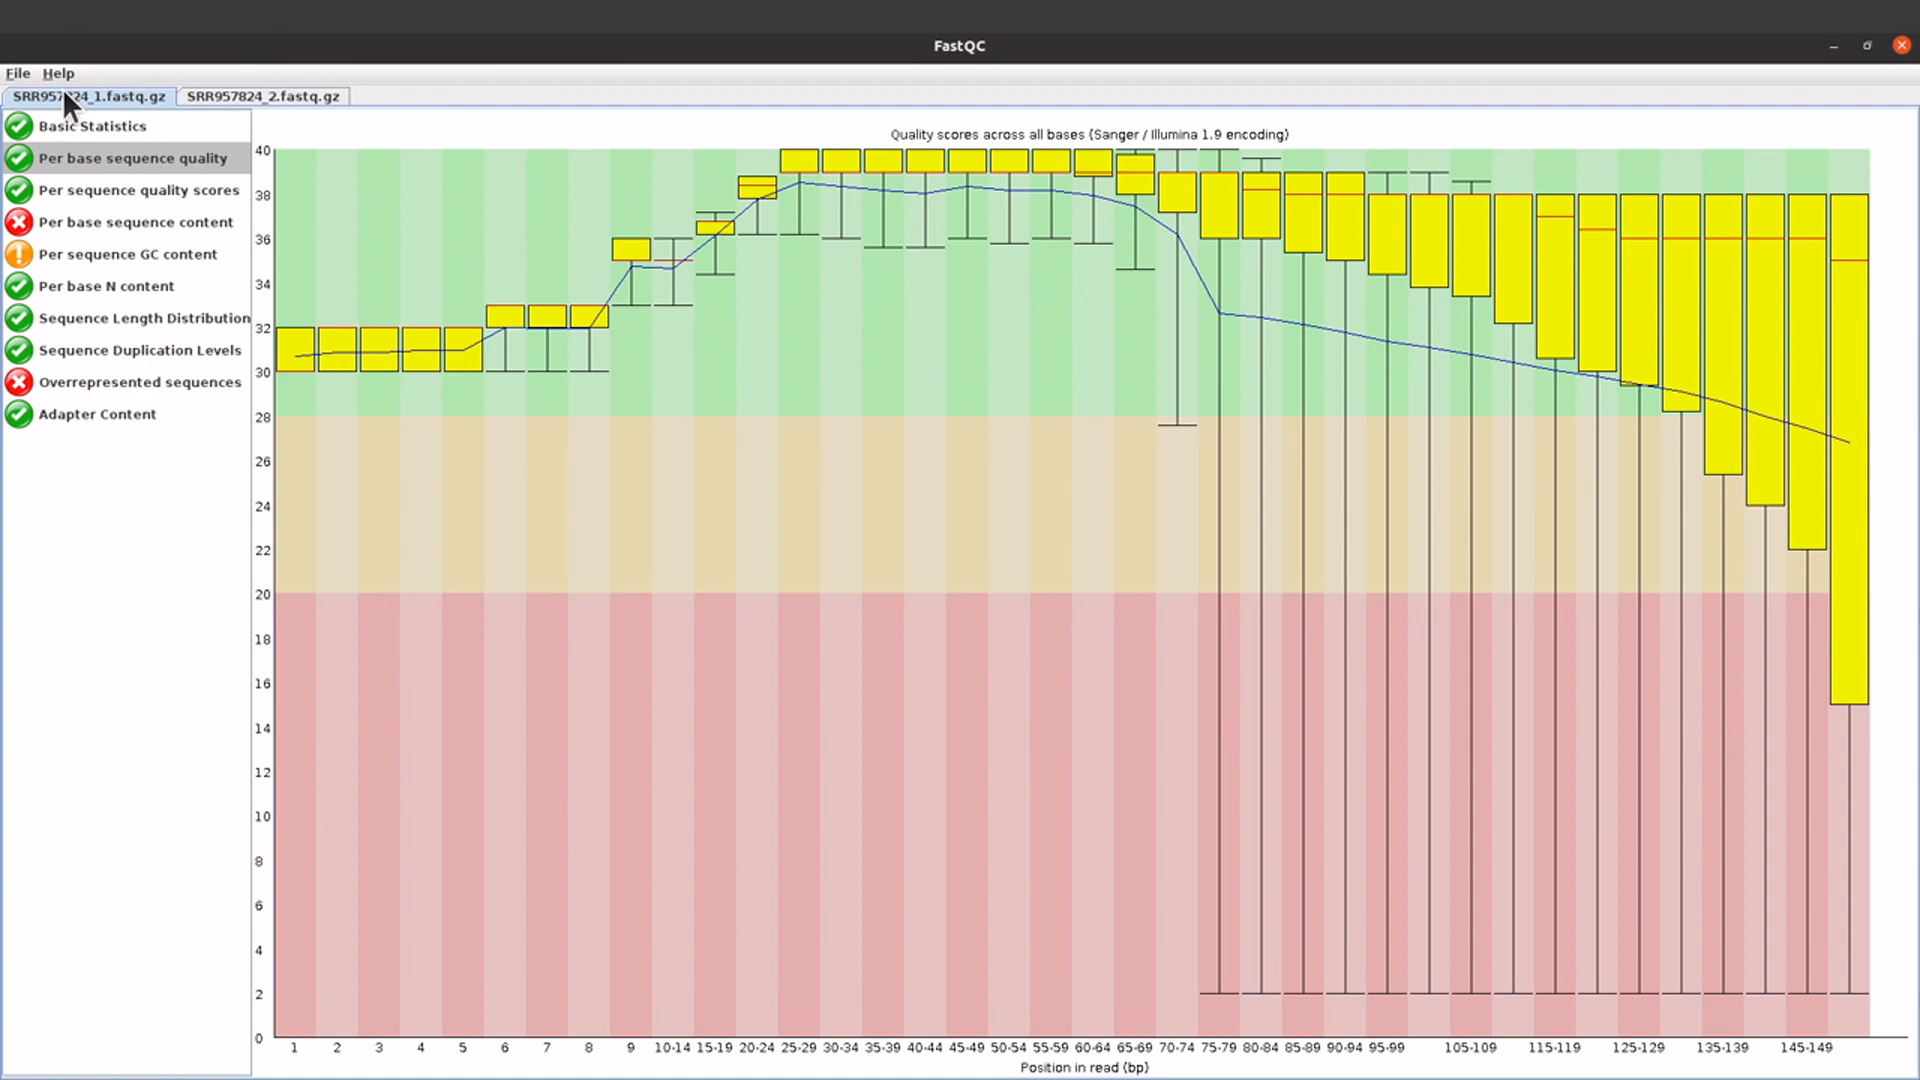 FastQC
File Help
SRR957824_1.fastq.gz SRR957824_2.fastq.gz
Basic Statistics
Per base sequence quality
Per sequence quality scores
Per base sequence content
Per sequence GC content
Per base N content
Sequence Length Distribution
Sequence Duplication Levels
Overrepresented sequences
Adapter Content
Quality scores across all bases (Sanger / Illumina 1.9 encoding)
40
38
36
34
32
30
28
26
24
22
20
18
16
14
12
10
8
6
4
2
0
1 2 3 4 5 6 7 8 9 10-14 15-19 20-24 25-29 30-34 35-39 40-44 45-49 50-54 55-59 60-64 65-69 70-74 75-79 80-84 85-89 90-94 95-99 105-109 115-119 125-129 135-139 145-149
Position in read (bp)